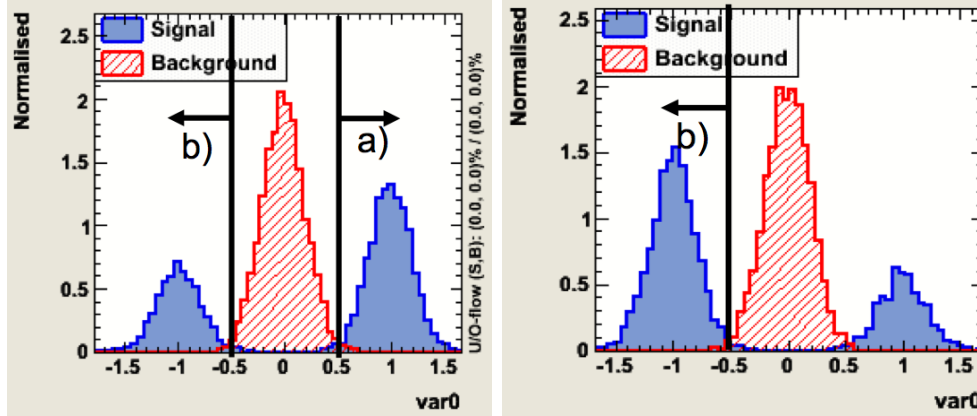 Normalised
2.5
2
1.5
1
0.5
0
Signal
Background
b)
a)
-1.5 -1 -0.5 0 0.5 1 1.5
var0
U/O-flow (S,B): (0.0, 0.0)% / (0.0, 0.0)%
Normalised
2.5
2
1.5
1
0.5
0
Signal
Background
b)
-1.5 -1 -0.5 0 0.5 1 1.5
var0